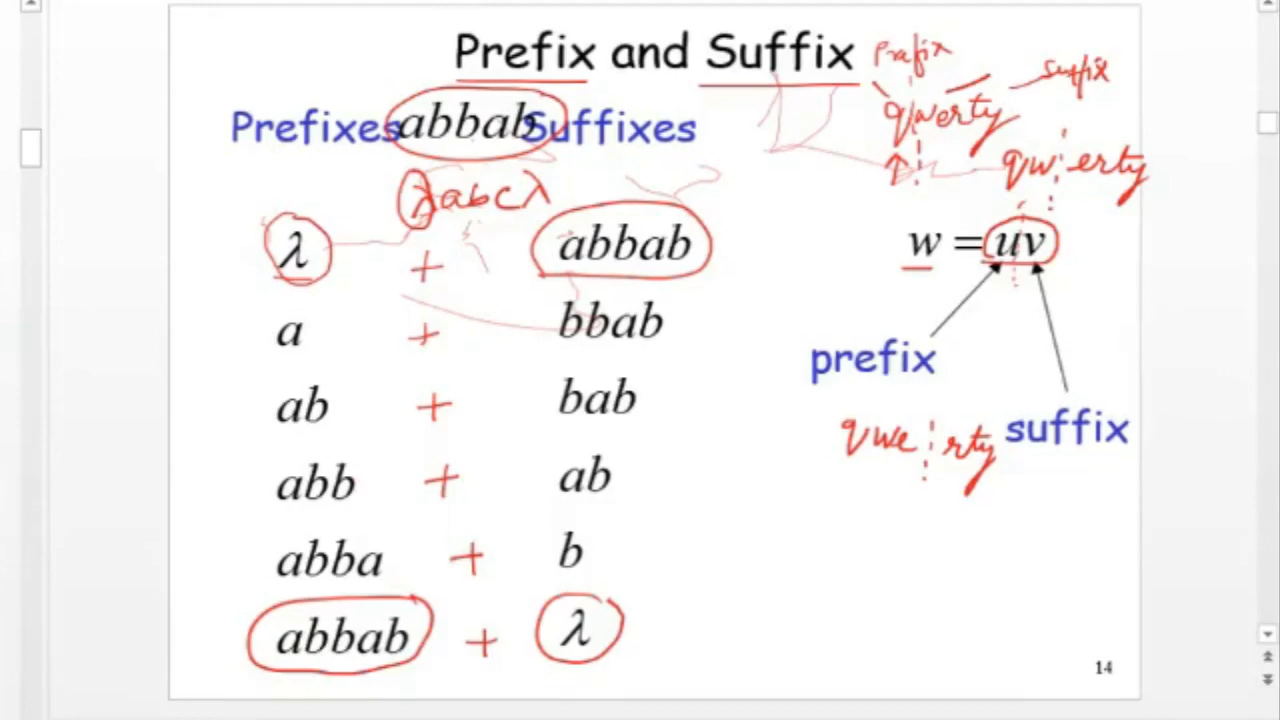 Prefix and Suffix
Prefix
suffix
Prefixes abbab Suffixes
qwerty
qw erty
λabcλ
λ + abbab
w = uv
a + bbab
prefix
ab + bab
suffix
qwe rty
abb + ab
abba + b
abbab + λ
14